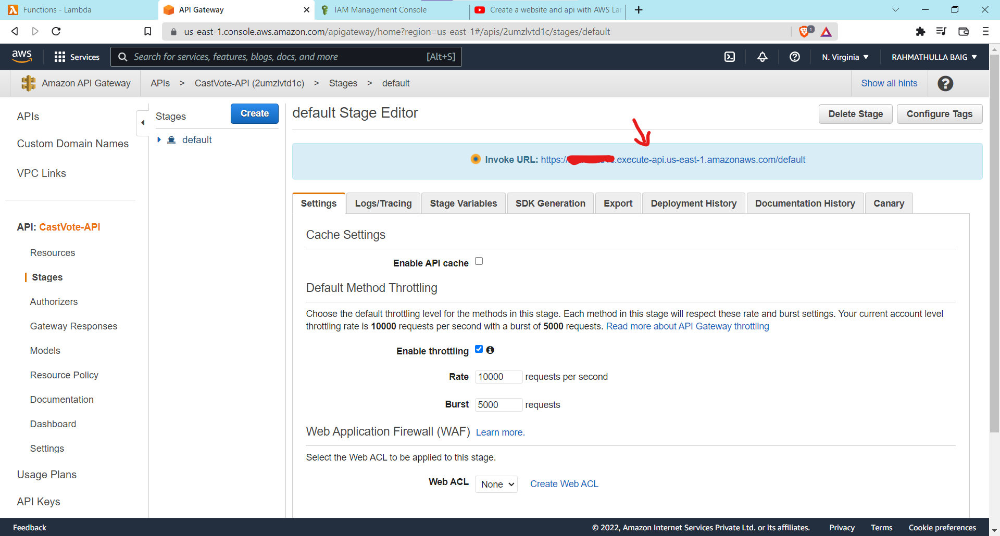 Functions - Lambda
API Gateway
IAM Management Console
Create a website and api with AWS La
us-east-1.console.aws.amazon.com/apigateway/home?region=us-east-1#/apis/2umzlvtd1c/stages/default
1
aws
Services
Search for services, features, blogs, docs, and more
[Alt+S]
N. Virginia
RAHMATHULLA BAIG
Amazon API Gateway
APIs > CastVote-API (2umzlvtd1c) > Stages > default
Show all hints
APIs
Custom Domain Names
VPC Links
API: CastVote-API
Resources
Stages
Authorizers
Gateway Responses
Models
Resource Policy
Documentation
Dashboard
Settings
Usage Plans
API Keys
Stages
Create
default
default Stage Editor
Delete Stage
Configure Tags
Invoke URL: https://.execute-api.us-east-1.amazonaws.com/default
Settings
Logs/Tracing
Stage Variables
SDK Generation
Export
Deployment History
Documentation History
Canary
Cache Settings
Enable API cache
Default Method Throttling
Choose the default throttling level for the methods in this stage. Each method in this stage will respect these rate and burst settings. Your current account level
throttling rate is 10000 requests per second with a burst of 5000 requests. Read more about API Gateway throttling
Enable throttling
Rate 10000 requests per second
Burst 5000 requests
Web Application Firewall (WAF) Learn more.
Select the Web ACL to be applied to this stage.
Web ACL None Create Web ACL
Feedback
© 2022, Amazon Internet Services Private Ltd. or its affiliates.
Privacy
Terms
Cookie preferences